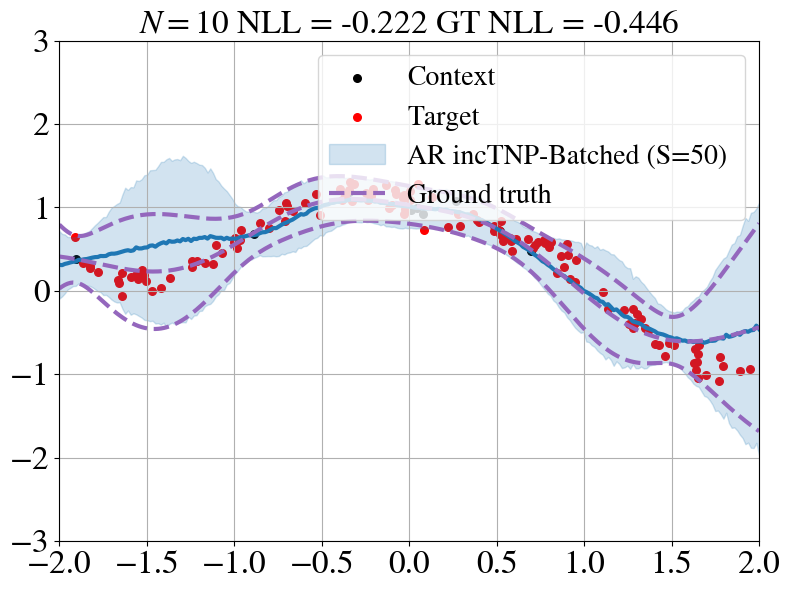 N = 10 NLL = -0.222 GT NLL = -0.446
Context
Target
AR incTNP-Batched (S=50)
Ground truth
3
2
1
0
−1
−2
−3
−2.0 −1.5 −1.0 −0.5 0.0 0.5 1.0 1.5 2.0